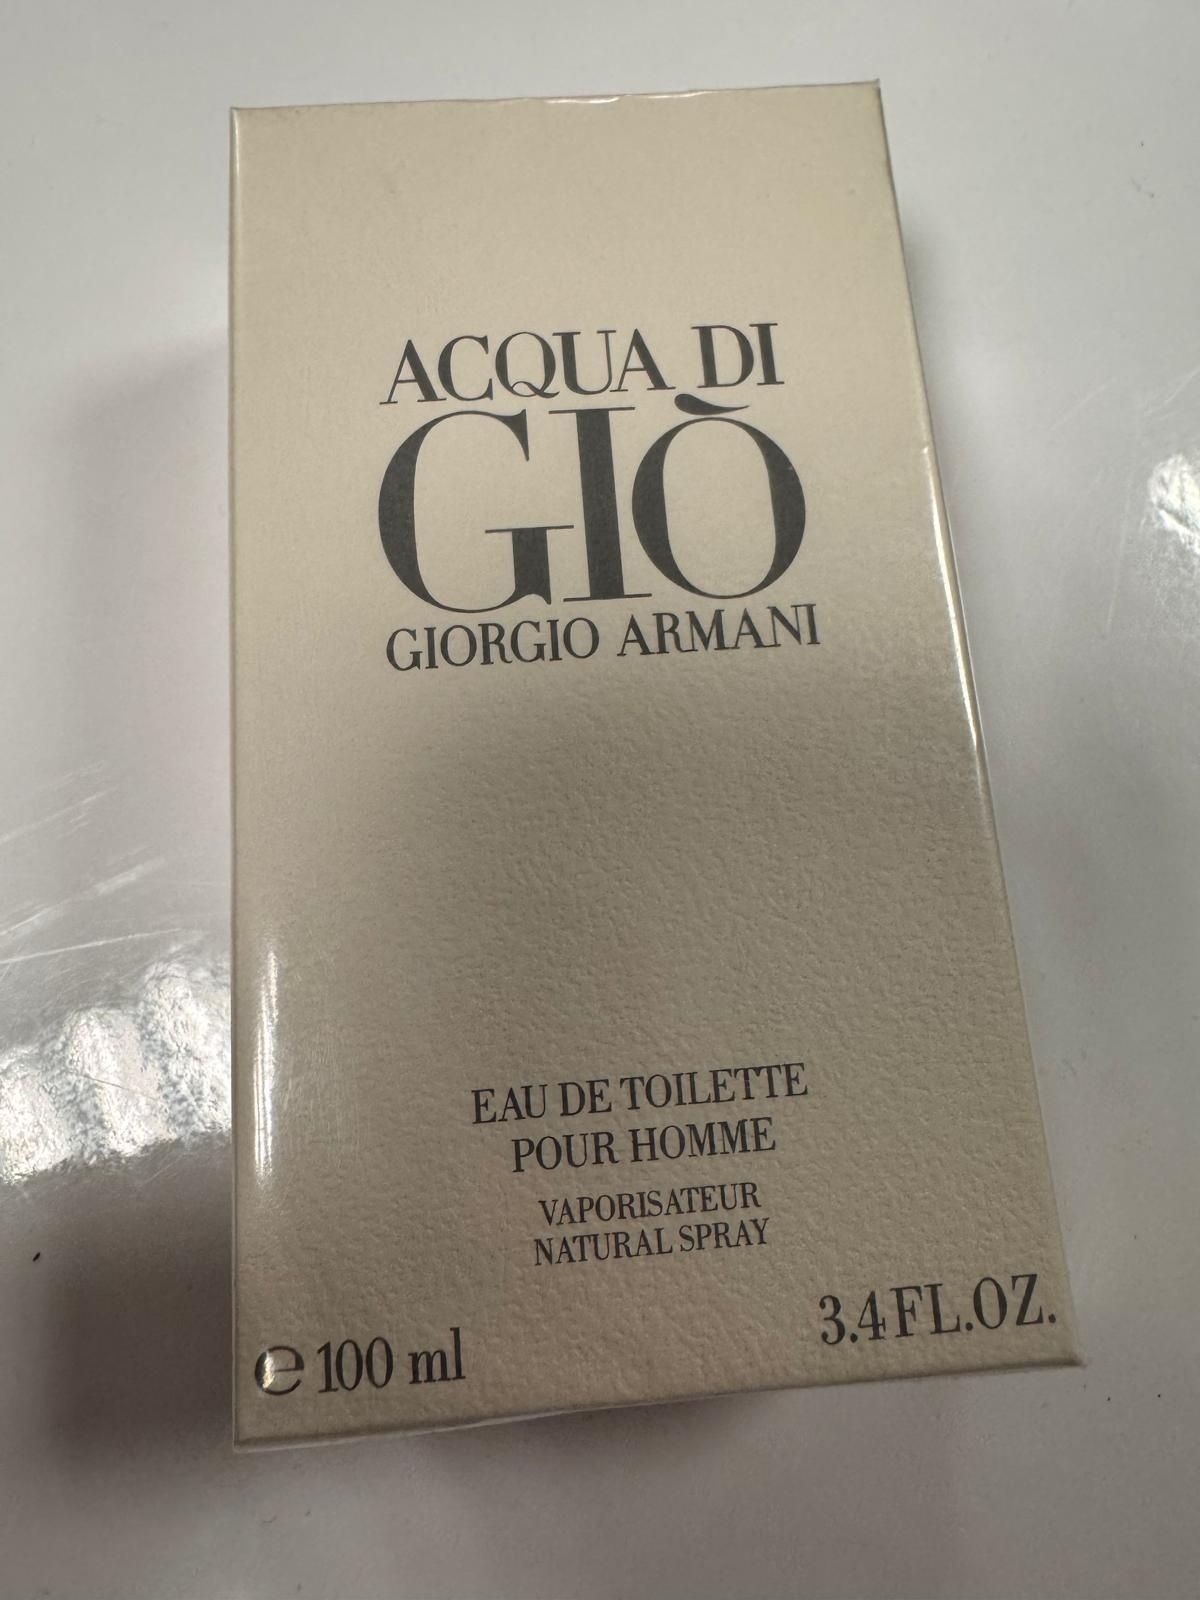 ACQUA DI
GIÒ
GIORGIO ARMANI
EAU DE TOILETTE
POUR HOMME
VAPORISATEUR
NATURAL SPRAY
℮ 100 ml
3.4 FL.OZ.